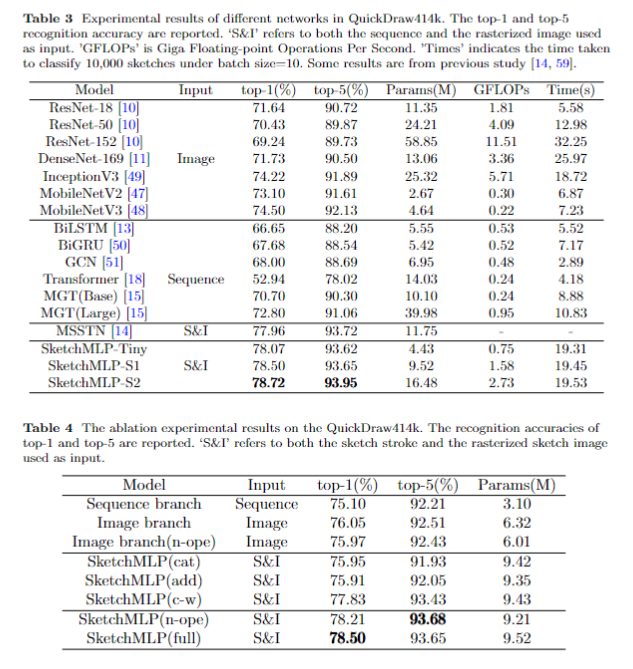 Table 3 Experimental results of different networks in QuickDraw414k. The top-1 and top-5
recognition accuracy are reported. ‘S&I’ refers to both the sequence and the rasterized image used
as input. ’GFLOPs’ is Giga Floating-point Operations Per Second. ’Times’ indicates the time taken
to classify 10,000 sketches under batch size=10. Some results are from previous study [14, 59].
Model Input top-1(%) top-5(%) Params(M) GFLOPs Time(s)
ResNet-18 [10] 71.64 90.72 11.35 1.81 5.58
ResNet-50 [10] 70.43 89.87 24.21 4.09 12.98
ResNet-152 [10] 69.24 89.73 58.85 11.51 32.25
DenseNet-169 [11] Image 71.73 90.50 13.06 3.36 25.97
InceptionV3 [49] 74.22 91.89 25.32 5.71 18.72
MobileNetV2 [47] 73.10 91.61 2.67 0.30 6.87
MobileNetV3 [48] 74.50 92.13 4.64 0.22 7.23
BiLSTM [13] 66.65 88.20 5.55 0.53 5.52
BiGRU [50] 67.68 88.54 5.42 0.52 7.17
GCN [51] 68.00 88.69 6.95 0.48 2.89
Transformer [18] Sequence 52.94 78.02 14.03 0.24 4.18
MGT(Base) [15] 70.70 90.30 10.10 0.24 8.88
MGT(Large) [15] 72.80 91.06 39.98 0.95 10.83
MSSTN [14] S&I 77.96 93.72 11.75 - -
SketchMLP-Tiny 78.07 93.62 4.43 0.75 19.31
SketchMLP-S1 S&I 78.50 93.65 9.52 1.58 19.45
SketchMLP-S2 78.72 93.95 16.48 2.73 19.53
Table 4 The ablation experimental results on the QuickDraw414k. The recognition accuracies of
top-1 and top-5 are reported. ‘S&I’ refers to both the sketch stroke and the rasterized sketch image
used as input.
Model Input top-1(%) top-5(%) Params(M)
Sequence branch Sequence 75.10 92.21 3.10
Image branch Image 76.05 92.51 6.32
Image branch(n-ope) Image 75.97 92.43 6.01
SketchMLP(cat) S&I 75.95 91.93 9.42
SketchMLP(add) S&I 75.91 92.05 9.35
SketchMLP(c-w) S&I 77.83 93.43 9.43
SketchMLP(n-ope) S&I 78.21 93.68 9.21
SketchMLP(full) S&I 78.50 93.65 9.52